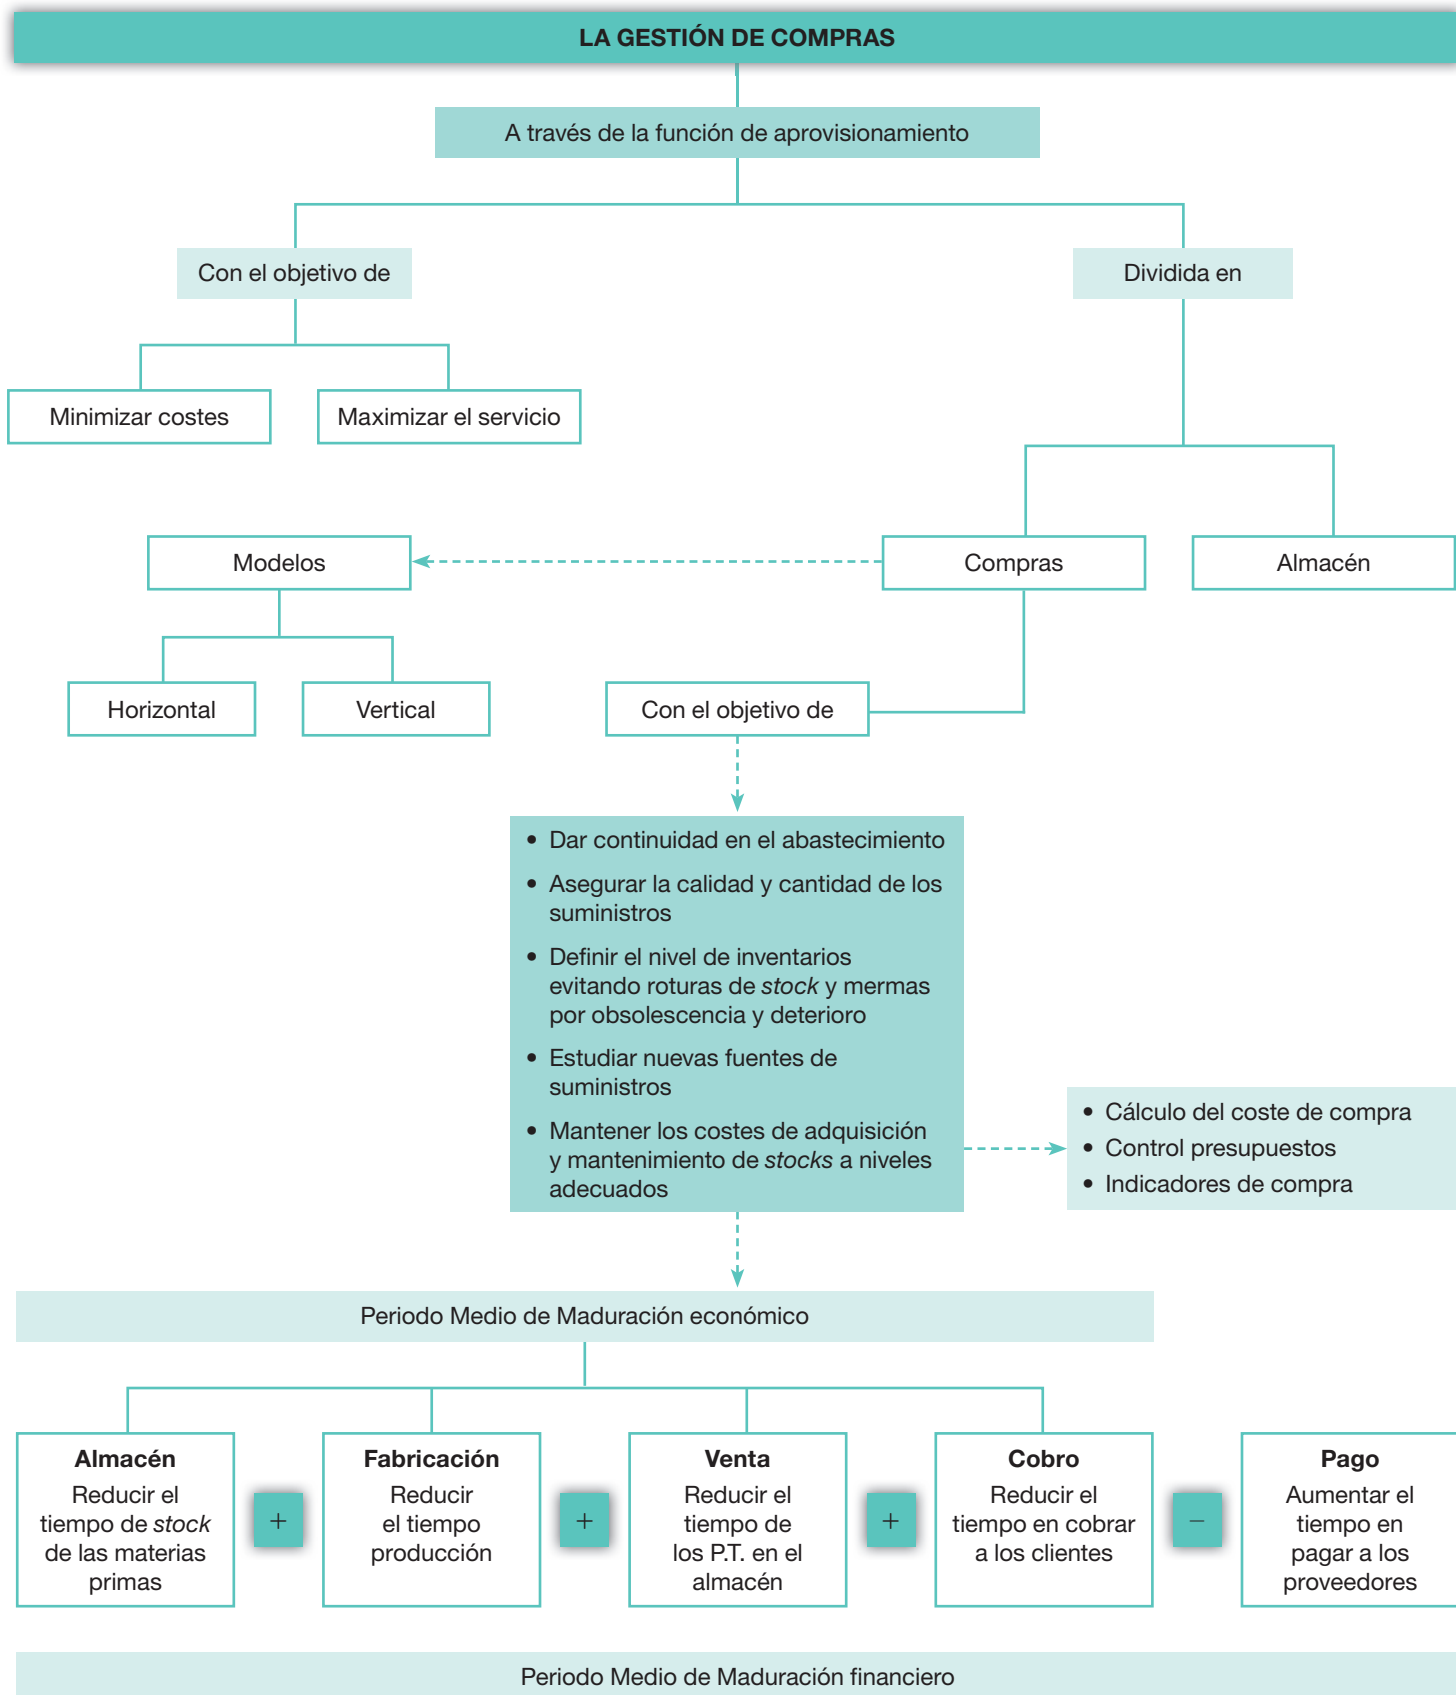 LA GESTIÓN DE COMPRAS
A través de la función de aprovisionamiento
Con el objetivo de
Dividida en
Minimizar costes
Maximizar el servicio
Modelos
Compras
Almacén
Horizontal
Vertical
Con el objetivo de
• Dar continuidad en el abastecimiento
• Asegurar la calidad y cantidad de los
suministros
• Definir el nivel de inventarios
evitando roturas de stock y mermas
por obsolescencia y deterioro
• Estudiar nuevas fuentes de
suministros
• Mantener los costes de adquisición
y mantenimiento de stocks a niveles
adecuados
• Cálculo del coste de compra
• Control presupuestos
• Indicadores de compra
Periodo Medio de Maduración económico
Almacén
Reducir el
tiempo de stock
de las materias
primas
+
Fabricación
Reducir
el tiempo
producción
+
Venta
Reducir el
tiempo de
los P.T. en el
almacén
+
Cobro
Reducir el
tiempo en cobrar
a los clientes
−
Pago
Aumentar el
tiempo en
pagar a los
proveedores
Periodo Medio de Maduración financiero